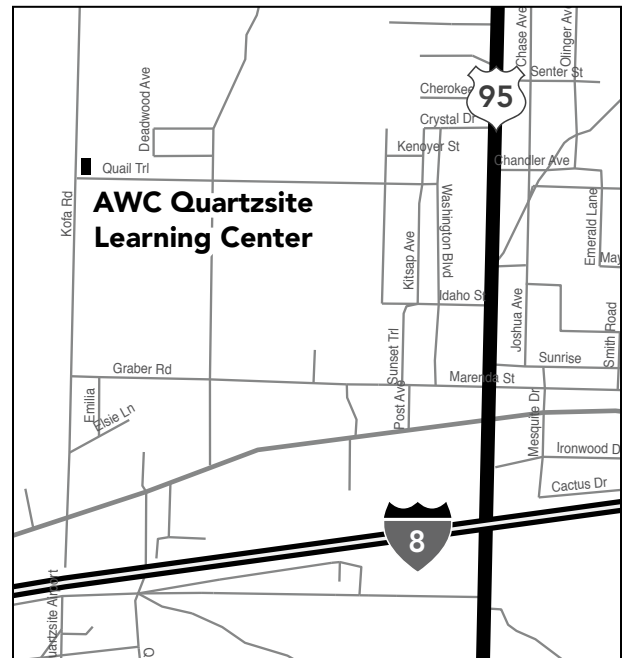 Chase Ave
Olinger Av
Senter St
Cherokee
95
Crystal Dr
Deadwood Ave
Kenoyer St
Chandler Ave
Quail Trl
Kofa Rd
AWC Quartzsite
Learning Center
Washington Blvd
Kitsap Ave
Emerald Lane
May
Idaho St
Joshua Ave
Smith Road
Sunset Trl
Sunrise
Graber Rd
Marenda St
Emilia
Elsie Ln
Post Ave
Mesquite Dr
Ironwood D
Cactus Dr
8
uartzsite Airport
Q